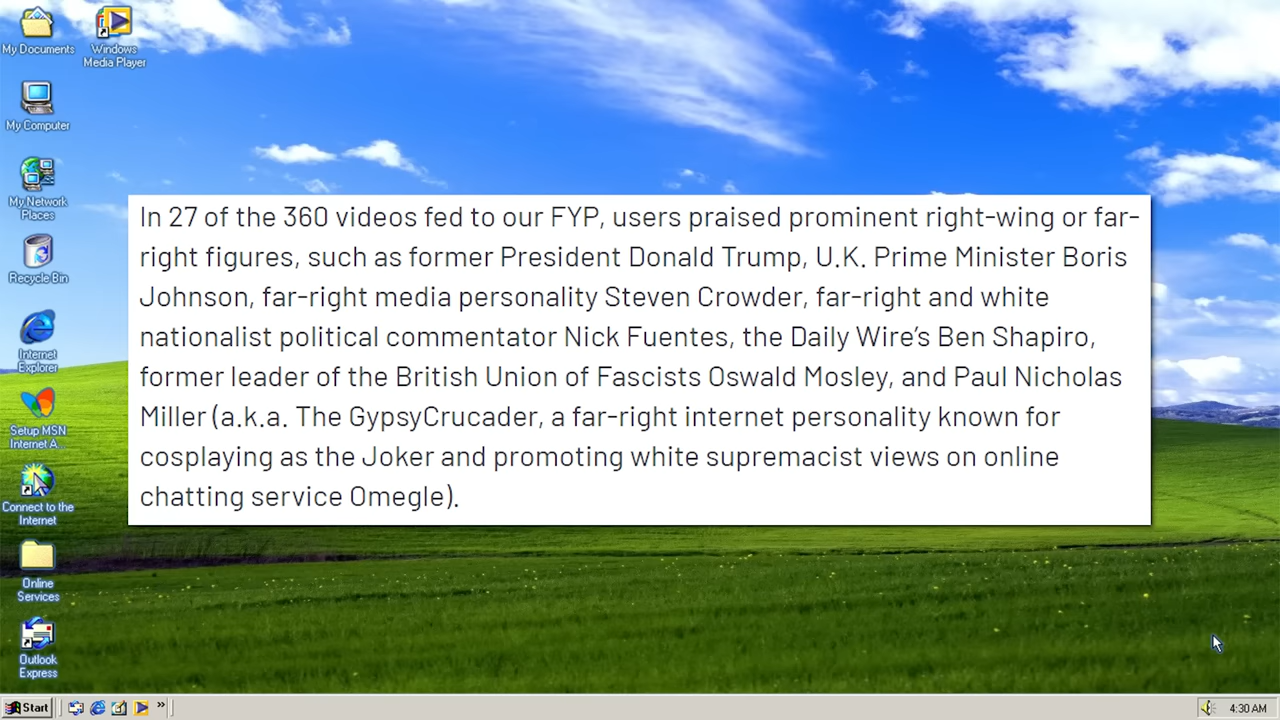 My Documents
Windows
Media Player
My Computer
My Network
Places
Recycle Bin
Internet
Explorer
Setup MSN
Internet A...
Connect to the
Internet
Online
Services
Outlook
Express
In 27 of the 360 videos fed to our FYP, users praised prominent right-wing or far-
right figures, such as former President Donald Trump, U.K. Prime Minister Boris
Johnson, far-right media personality Steven Crowder, far-right and white
nationalist political commentator Nick Fuentes, the Daily Wire’s Ben Shapiro,
former leader of the British Union of Fascists Oswald Mosley, and Paul Nicholas
Miller (a.k.a. The GypsyCrucader, a far-right internet personality known for
cosplaying as the Joker and promoting white supremacist views on online
chatting service Omegle).
Start
»
4:30 AM